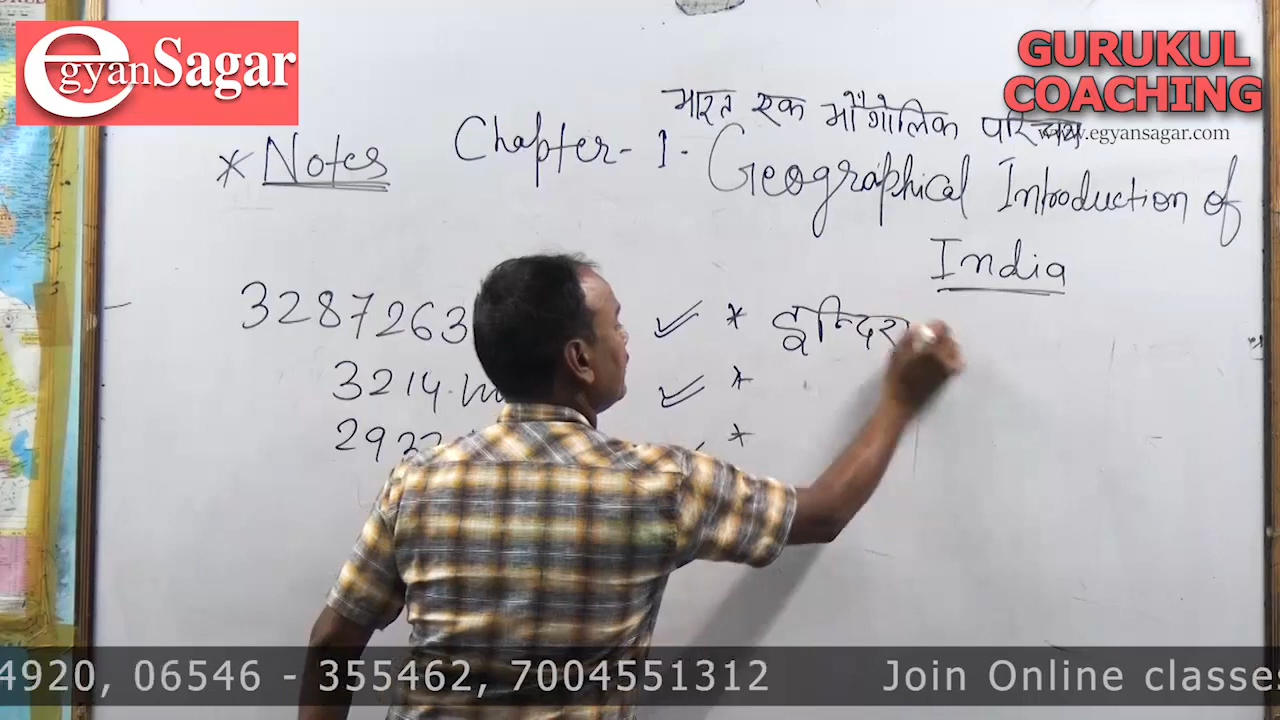 egyanSagar
GURUKUL
COACHING
www.egyansagar.com
भारत एक भौगोलिक परिचय
* Notes Chapter - 1. Geographical Introduction of
India
3287263 * इन्दिरा
3214 *
2933 *
4920, 06546 - 355462, 7004551312 Join Online classes